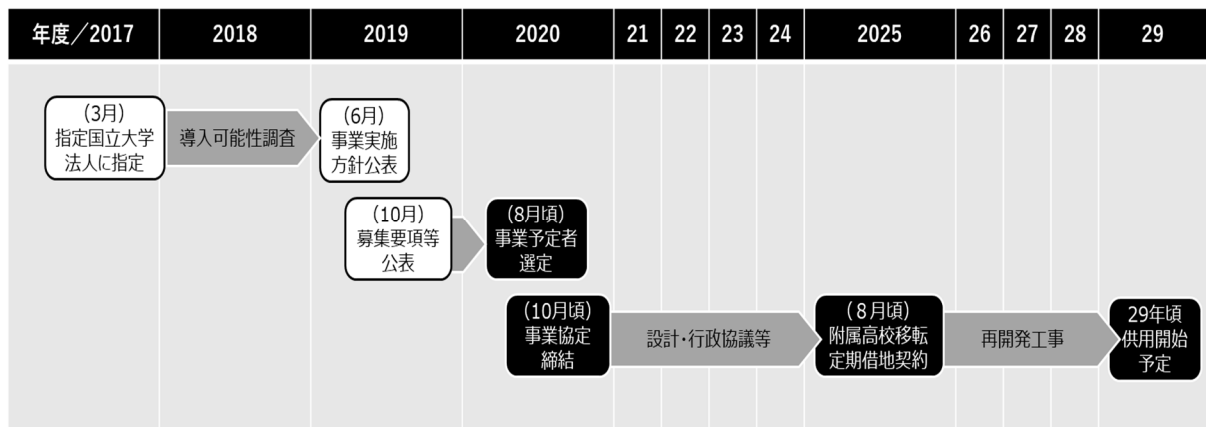 年度／2017 2018 2019 2020 21 22 23 24 2025 26 27 28 29
(3月)
指定国立大学
法人に指定
導入可能性調査
(6月)
事業実施
方針公表
(10月)
募集要項等
公表
(8月頃)
事業予定者
選定
(10月頃)
事業協定
締結
設計・行政協議等
(８月頃)
附属高校移転
定期借地契約
再開発工事
29年頃
供用開始
予定